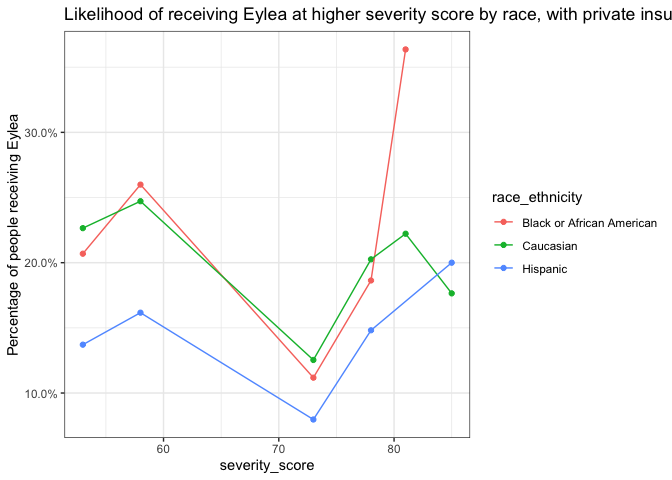 Likelihood of receiving Eylea at higher severity score by race, with private insu
Percentage of people receiving Eylea
30.0%
20.0%
10.0%
60 70 80
severity_score
race_ethnicity
Black or African American
Caucasian
Hispanic